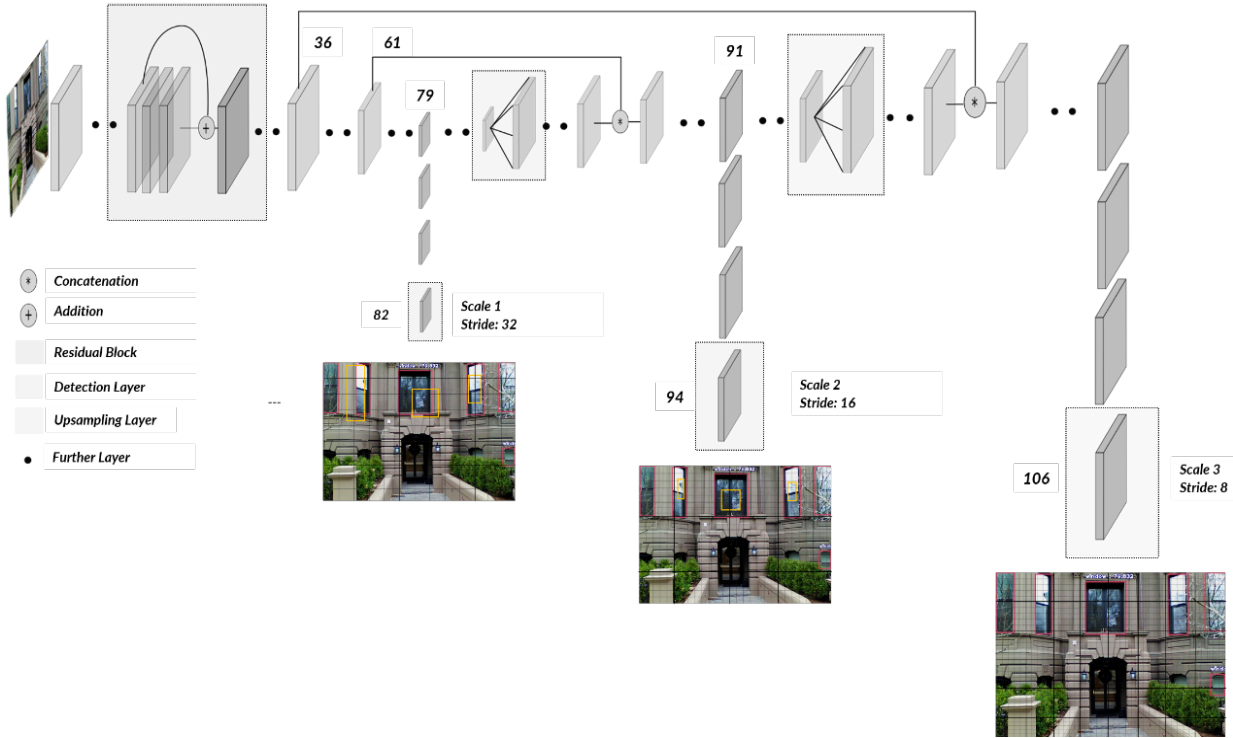 36
61
91
79
*
*
+
* Concatenation
+ Addition
Residual Block
Detection Layer
Upsampling Layer
Further Layer
82
Scale 1
Stride: 32
---
94
Scale 2
Stride: 16
106
Scale 3
Stride: 8